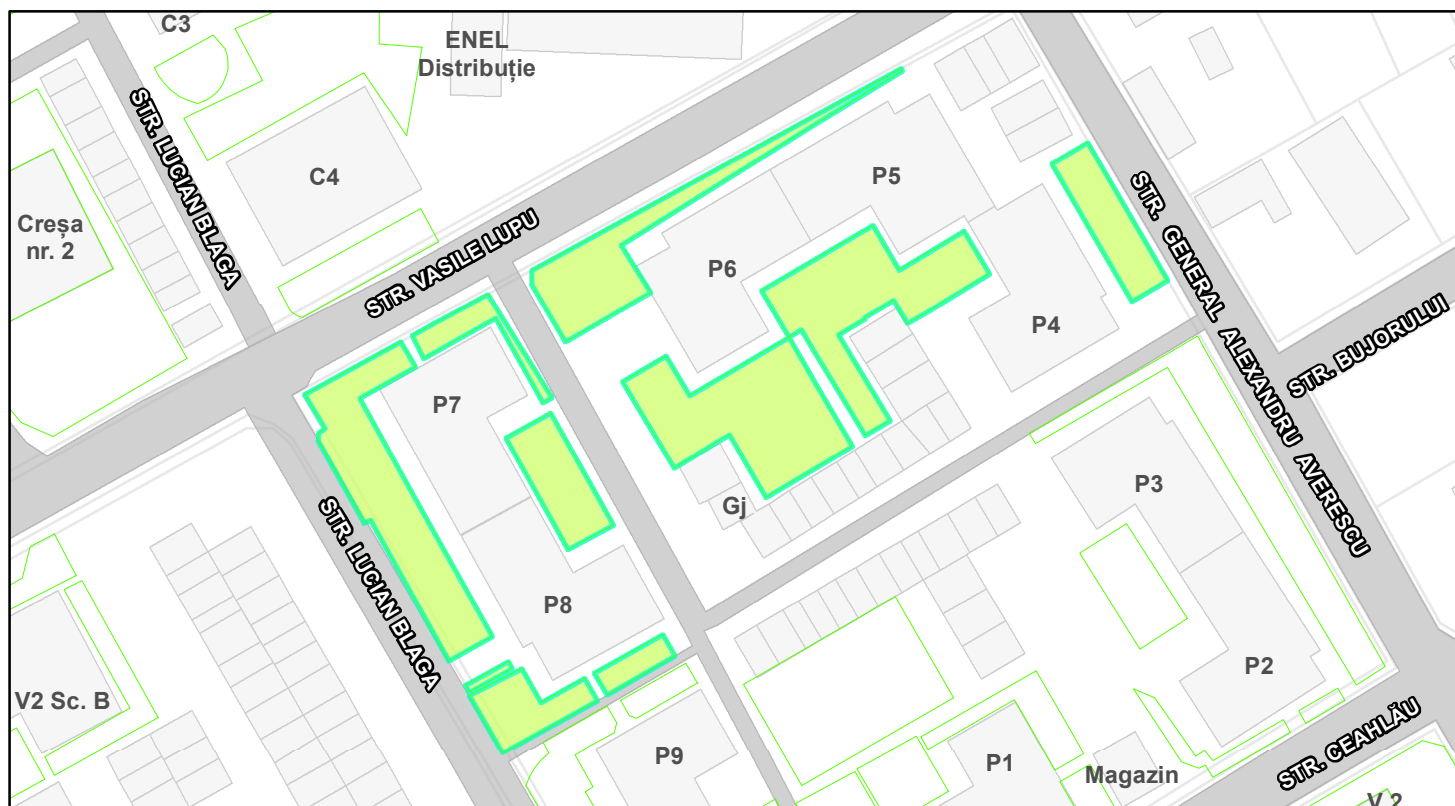 C3
ENEL
Distribuție
STR. LUCIAN BLAGA
C4
P5
Creșa
nr. 2
STR. VASILE LUPU
STR. GENERAL ALEXANDRU AVERESCU
P6
P4
STR. BUJORULUI
P7
P3
Gj
STR. LUCIAN BLAGA
P8
P2
V2 Sc. B
P9
P1
Magazin
STR. CEAHLĂU
V 2